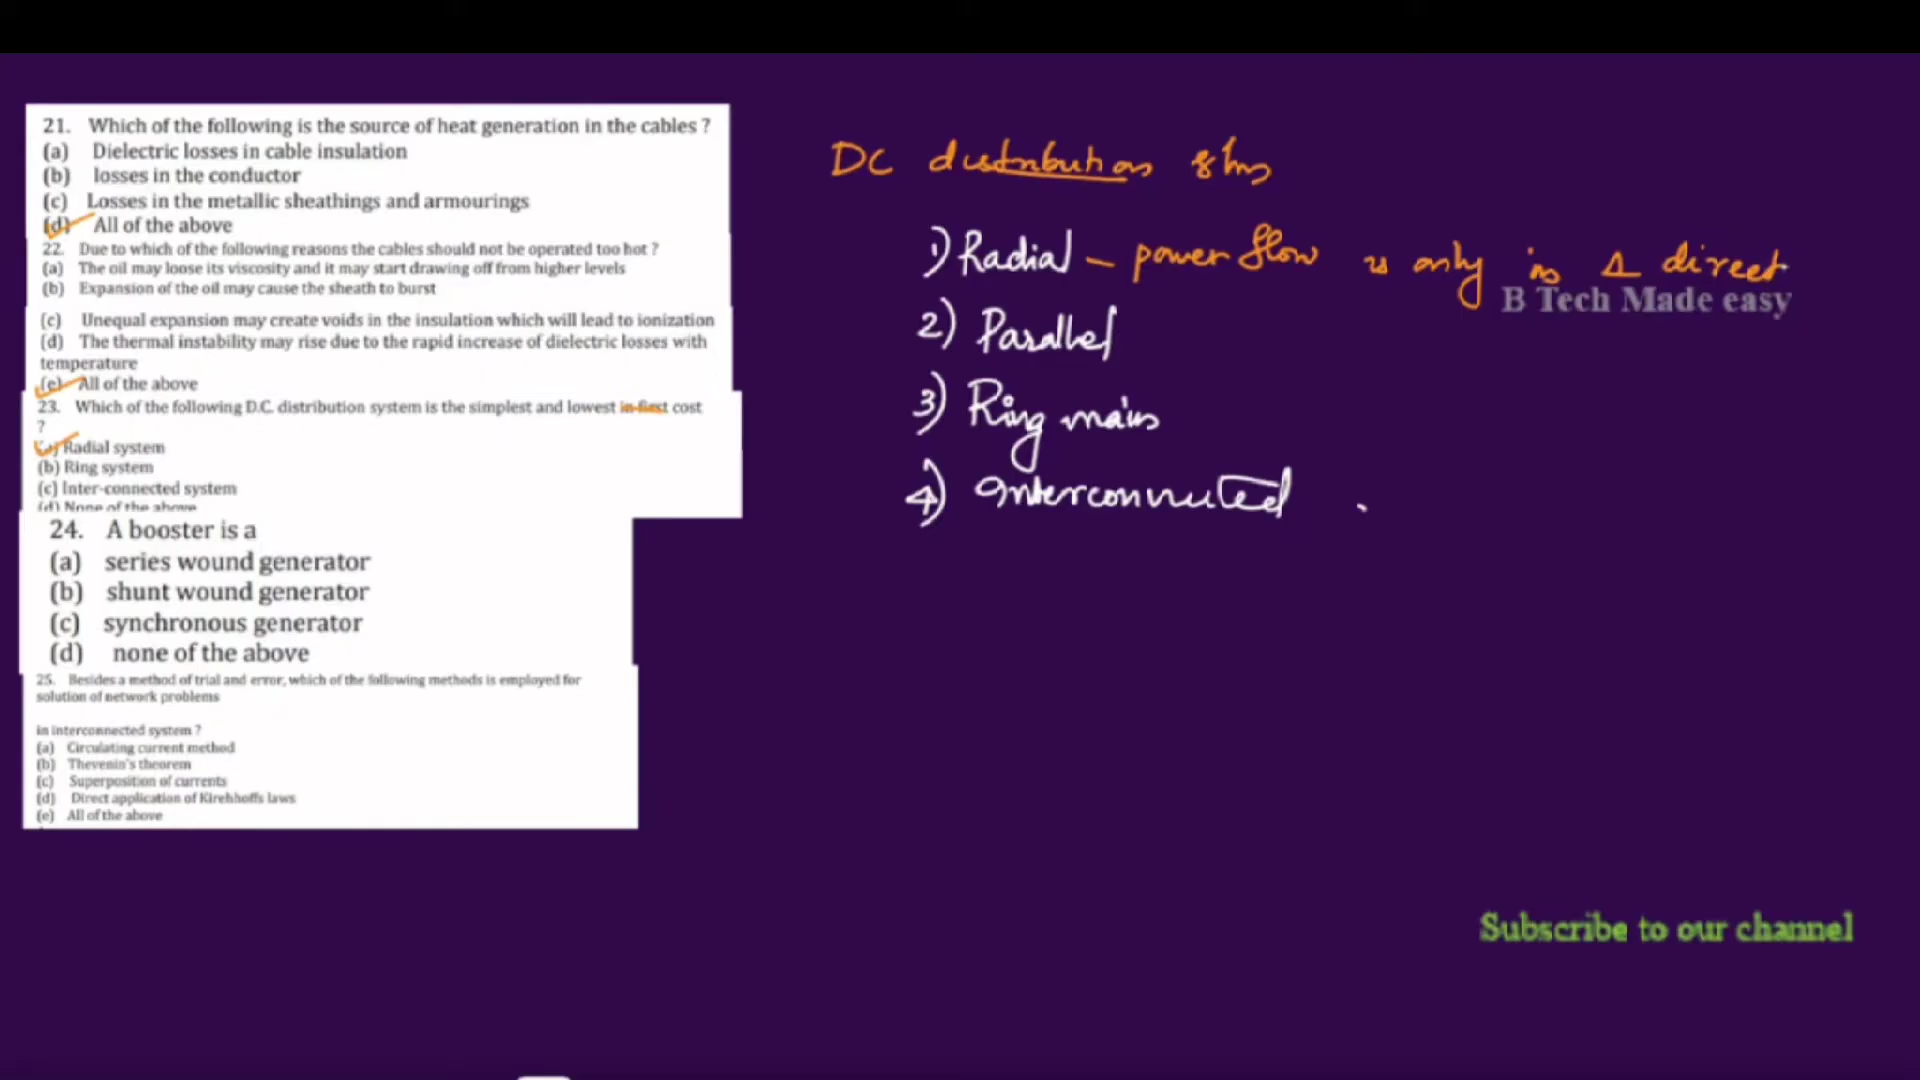 21. Which of the following is the source of heat generation in the cables ?
(a) Dielectric losses in cable insulation
(b) losses in the conductor
(c) Losses in the metallic sheathings and armourings
(d) All of the above
22. Due to which of the following reasons the cables should not be operated too hot ?
(a) The oil may loose its viscosity and it may start drawing off from higher levels
(b) Expansion of the oil may cause the sheath to burst
(c) Unequal expansion may create voids in the insulation which will lead to ionization
(d) The thermal instability may rise due to the rapid increase of dielectric losses with
temperature
(e) All of the above
23. Which of the following D.C. distribution system is the simplest and lowest in first cost
?
(a) Radial system
(b) Ring system
(c) Inter-connected system
(d) None of the above
24. A booster is a
(a) series wound generator
(b) shunt wound generator
(c) synchronous generator
(d) none of the above
25. Besides a method of trial and error, which of the following methods is employed for
solution of network problems
in interconnected system ?
(a) Circulating current method
(b) Thevenin's theorem
(c) Superposition of currents
(d) Direct application of Kirehhoffs laws
(e) All of the above
DC distribution
1) Radial - power flow is only in 1 direct
B Tech Made easy
2) Parallel
3) Ring main
4) Interconnected
Subscribe to our channel